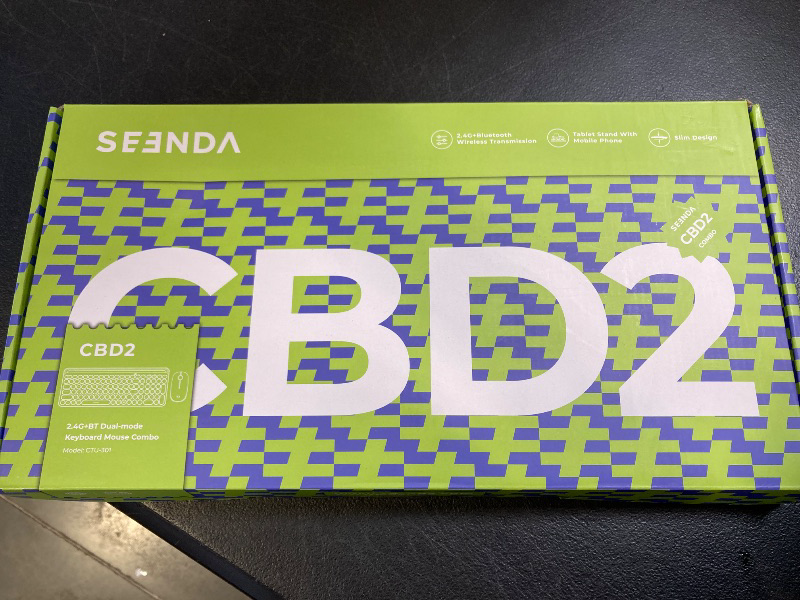 SEENDA
2.4G+Bluetooth
Wireless Transmission
Tablet Stand With
Mobile Phone
Slim Design
SEENDA
CBD2
COMBO
CBD2
CBD2
2.4G+BT Dual-mode
Keyboard Mouse Combo
Model: CTU-301